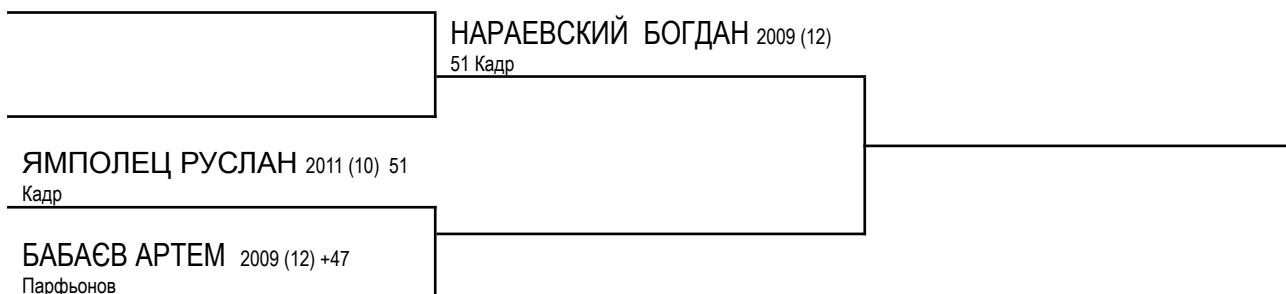 НАРАЕВСКИЙ БОГДАН 2009 (12)
51 Кадр
ЯМПОЛЕЦ РУСЛАН 2011 (10) 51
Кадр
БАБАЄВ АРТЕМ 2009 (12) +47
Парфьонов